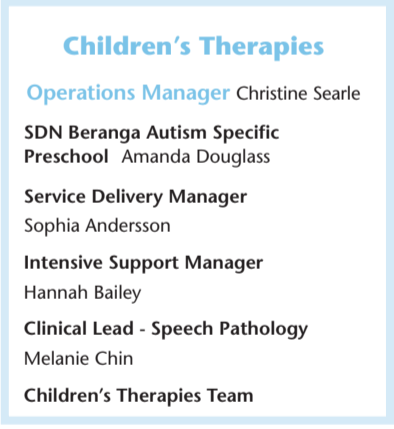 Children's Therapies
Operations Manager Christine Searle
SDN Beranga Autism Specific
Preschool Amanda Douglass
Service Delivery Manager
Sophia Andersson
Intensive Support Manager
Hannah Bailey
Clinical Lead - Speech Pathology
Melanie Chin
Children's Therapies Team